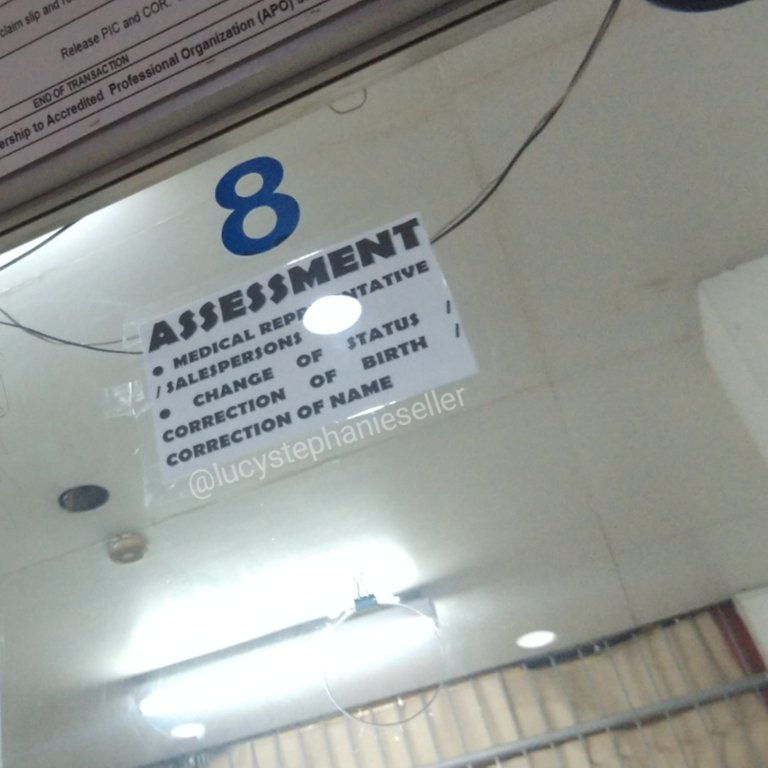 claim slip and
Release PIC and COR.
END OF TRANSACTION
ership to Accredited Professional Organization (APO)
8
ASSESSMENT
• MEDICAL REPRESENTATIVE
/ SALESPERSONS
• CHANGE OF STATUS /
CORRECTION OF BIRTH /
CORRECTION OF NAME
@lucystephanieseller